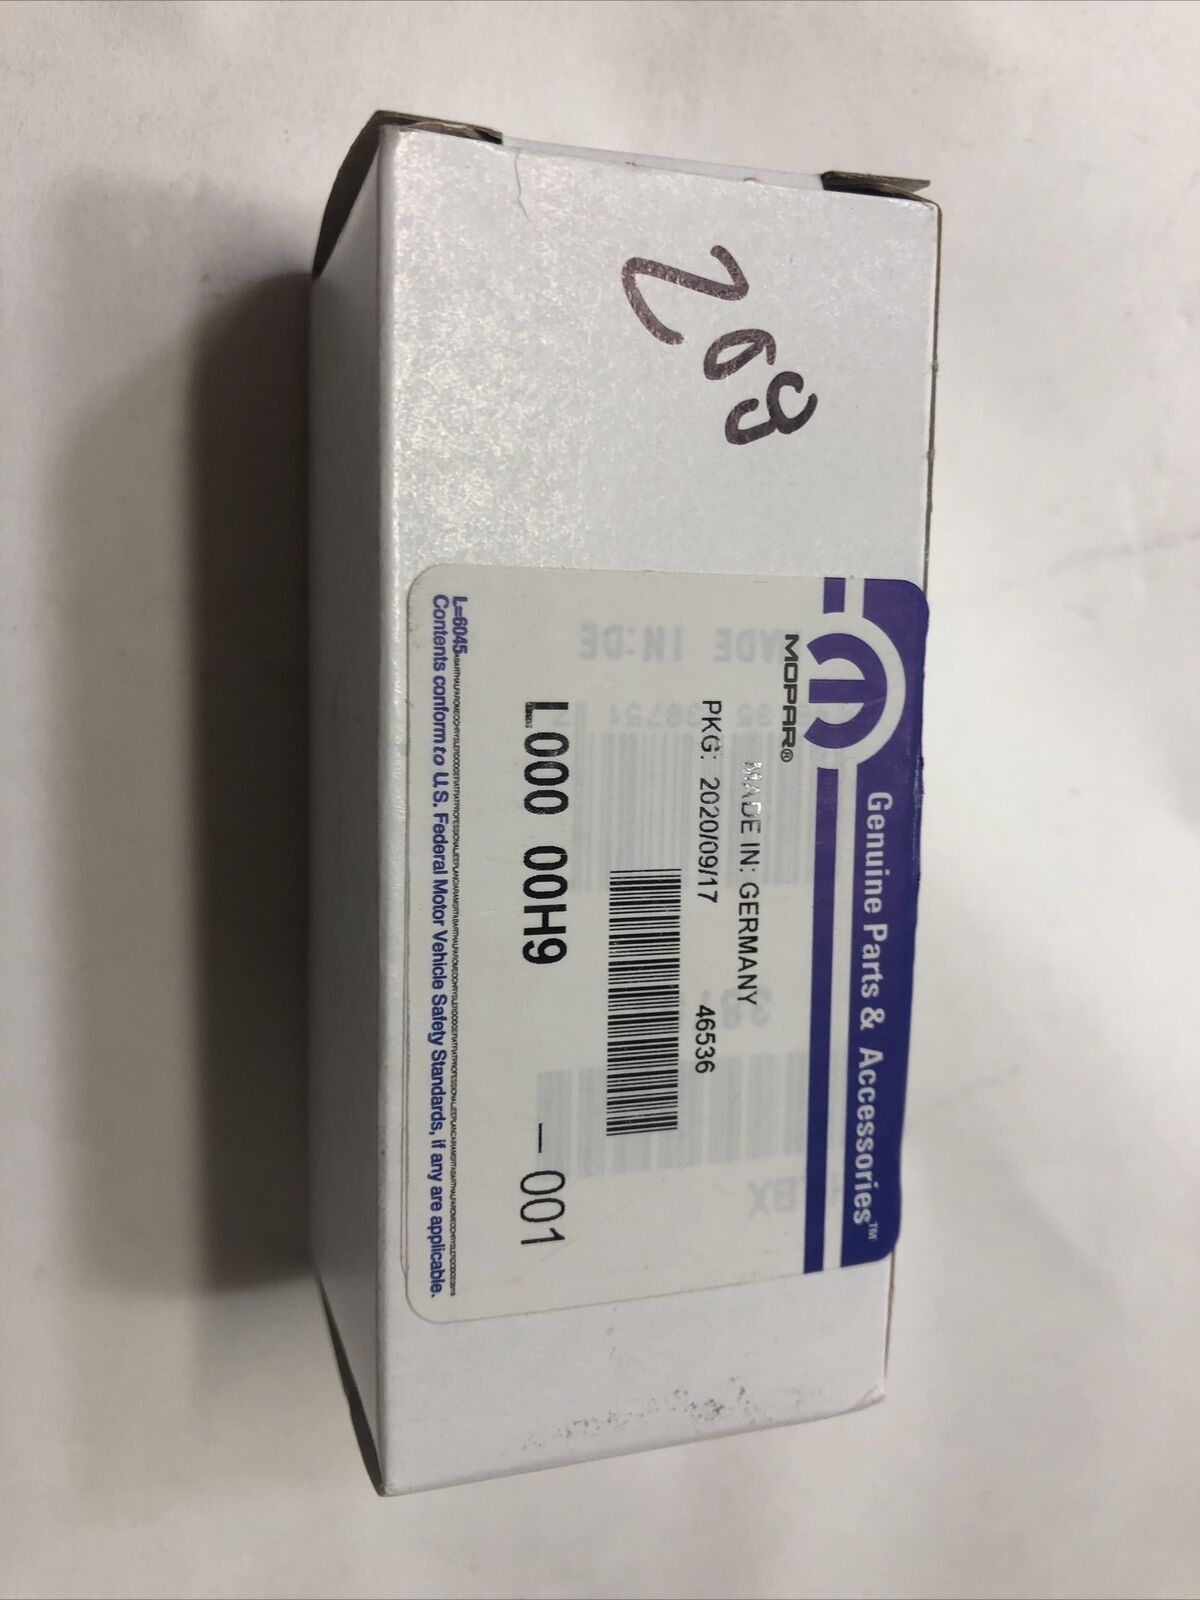 269
Genuine Parts & Accessories™
MOPAR®
MADE IN: GERMANY
PKG: 2020/09/17 46536
L000 00H9 —001
L=6045
Contents conform to U.S. Federal Motor Vehicle Safety Standards, if any are applicable.